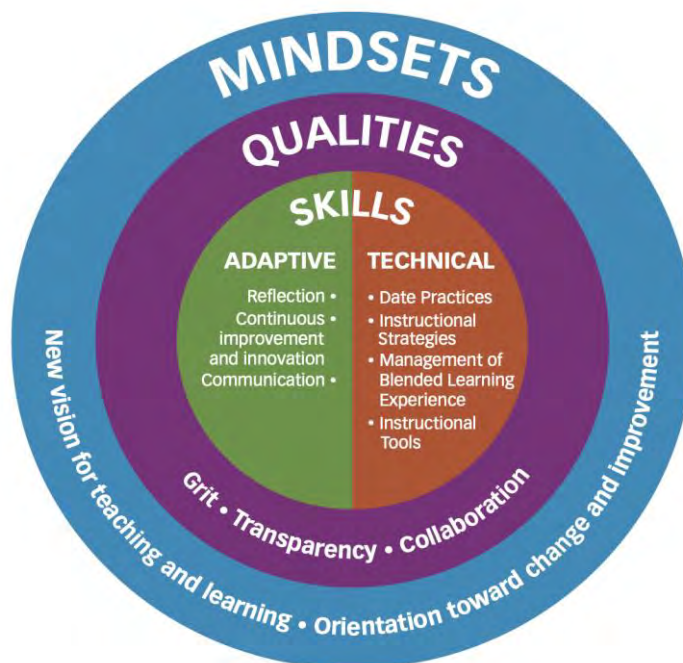 MINDSETS
QUALITIES
SKILLS
ADAPTIVE
Reflection •
Continuous
improvement
and innovation
Communication •
TECHNICAL
• Date Practices
• Instructional
Strategies
• Management of
Blended Learning
Experience
• Instructional
Tools
Grit • Transparency • Collaboration
New vision for teaching and learning • Orientation toward change and improvement